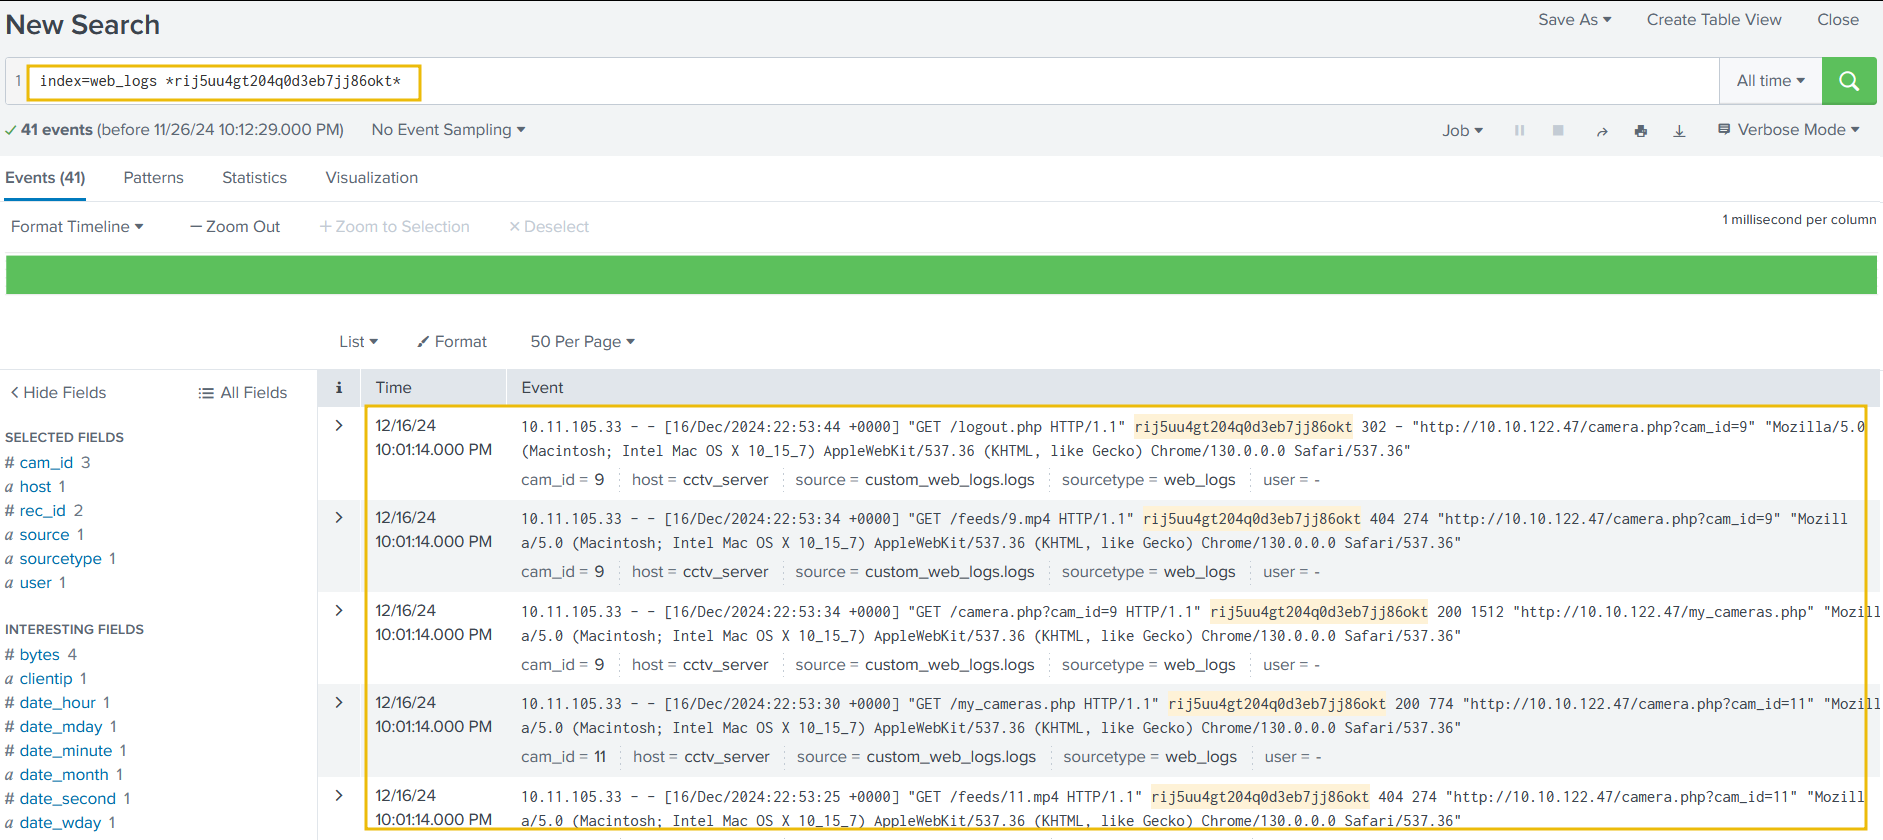 New Search
Save As Create Table View Close
1 index=web_logs *rij5uu4gt204q0d3eb7jj86okt*
All time
41 events (before 11/26/24 10:12:29.000 PM) No Event Sampling
Job Verbose Mode
Events (41) Patterns Statistics Visualization
Format Timeline — Zoom Out + Zoom to Selection × Deselect
1 millisecond per column
List Format 50 Per Page
< Hide Fields All Fields
i Time Event
SELECTED FIELDS
# cam_id 3
a host 1
# rec_id 2
a source 1
a sourcetype 1
a user 1
INTERESTING FIELDS
# bytes 4
a clientip 1
# date_hour 1
# date_mday 1
# date_minute 1
a date_month 1
# date_second 1
a date_wday 1
> 12/16/24
10:01:14.000 PM
10.11.105.33 - - [16/Dec/2024:22:53:44 +0000] "GET /logout.php HTTP/1.1" rij5uu4gt204q0d3eb7jj86okt 302 - "http://10.10.122.47/camera.php?cam_id=9" "Mozilla/5.0
(Macintosh; Intel Mac OS X 10_15_7) AppleWebKit/537.36 (KHTML, like Gecko) Chrome/130.0.0.0 Safari/537.36"
cam_id = 9 host = cctv_server source = custom_web_logs.logs sourcetype = web_logs user = -
> 12/16/24
10:01:14.000 PM
10.11.105.33 - - [16/Dec/2024:22:53:34 +0000] "GET /feeds/9.mp4 HTTP/1.1" rij5uu4gt204q0d3eb7jj86okt 404 274 "http://10.10.122.47/camera.php?cam_id=9" "Mozill
a/5.0 (Macintosh; Intel Mac OS X 10_15_7) AppleWebKit/537.36 (KHTML, like Gecko) Chrome/130.0.0.0 Safari/537.36"
cam_id = 9 host = cctv_server source = custom_web_logs.logs sourcetype = web_logs user = -
> 12/16/24
10:01:14.000 PM
10.11.105.33 - - [16/Dec/2024:22:53:34 +0000] "GET /camera.php?cam_id=9 HTTP/1.1" rij5uu4gt204q0d3eb7jj86okt 200 1512 "http://10.10.122.47/my_cameras.php" "Mozill
a/5.0 (Macintosh; Intel Mac OS X 10_15_7) AppleWebKit/537.36 (KHTML, like Gecko) Chrome/130.0.0.0 Safari/537.36"
cam_id = 9 host = cctv_server source = custom_web_logs.logs sourcetype = web_logs user = -
> 12/16/24
10:01:14.000 PM
10.11.105.33 - - [16/Dec/2024:22:53:30 +0000] "GET /my_cameras.php HTTP/1.1" rij5uu4gt204q0d3eb7jj86okt 200 774 "http://10.10.122.47/camera.php?cam_id=11" "Mozill
a/5.0 (Macintosh; Intel Mac OS X 10_15_7) AppleWebKit/537.36 (KHTML, like Gecko) Chrome/130.0.0.0 Safari/537.36"
cam_id = 11 host = cctv_server source = custom_web_logs.logs sourcetype = web_logs user = -
> 12/16/24
10:01:14.000 PM
10.11.105.33 - - [16/Dec/2024:22:53:25 +0000] "GET /feeds/11.mp4 HTTP/1.1" rij5uu4gt204q0d3eb7jj86okt 404 274 "http://10.10.122.47/camera.php?cam_id=11" "Mozill
a/5.0 (Macintosh; Intel Mac OS X 10_15_7) AppleWebKit/537.36 (KHTML, like Gecko) Chrome/130.0.0.0 Safari/537.36"